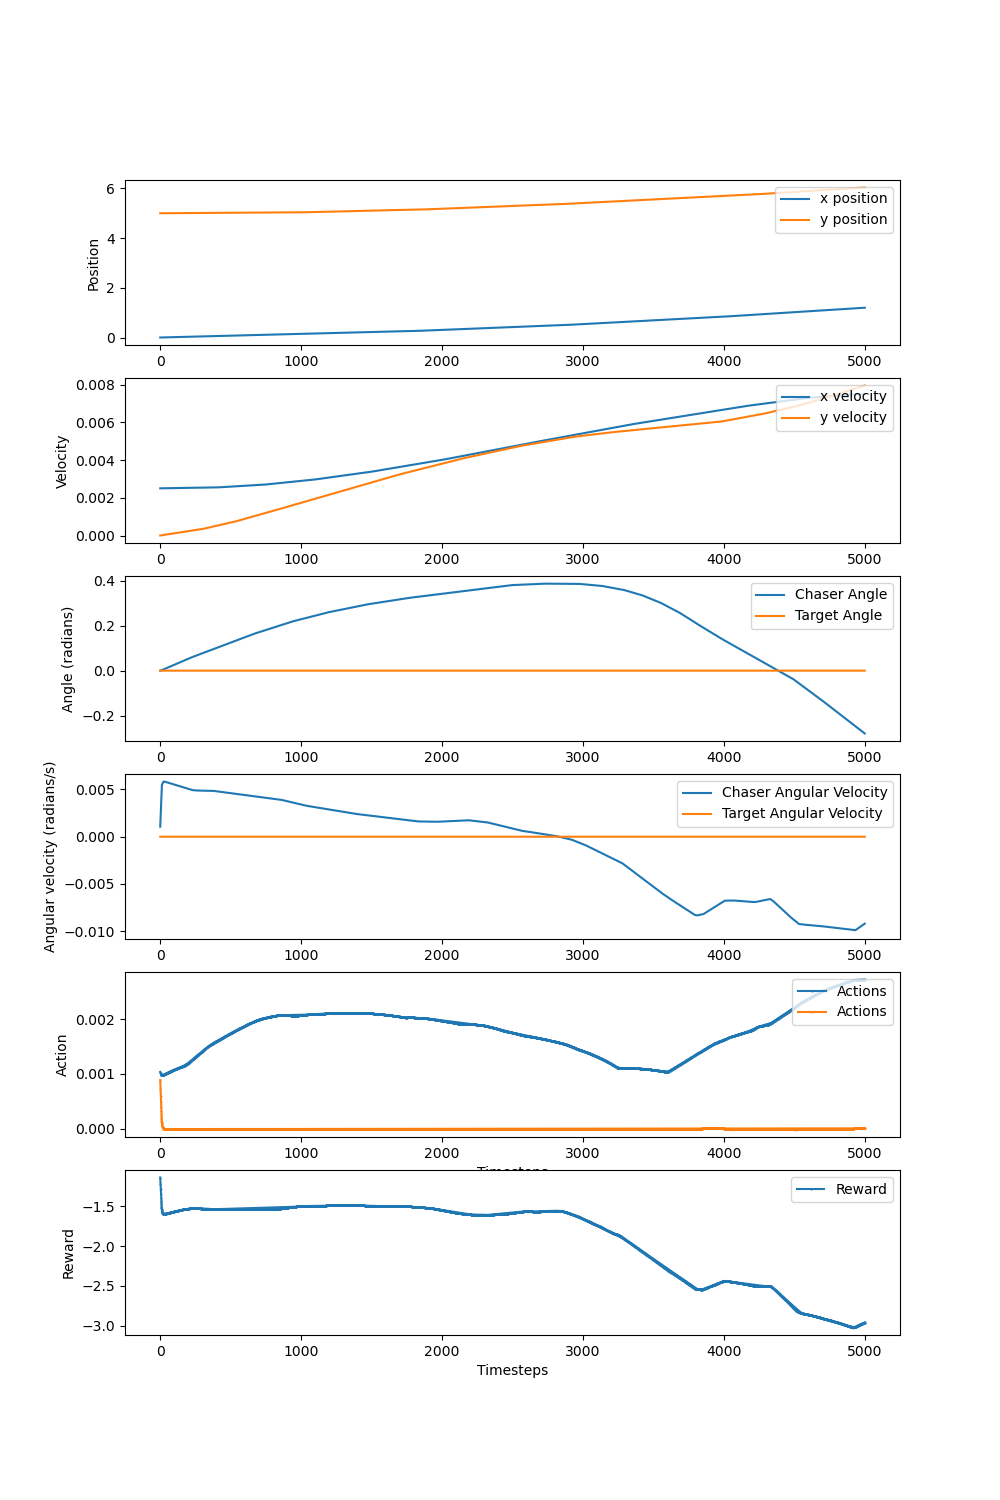 Position
6
4
2
0
x position
y position
0 1000 2000 3000 4000 5000
Velocity
0.008
0.006
0.004
0.002
0.000
x velocity
y velocity
0 1000 2000 3000 4000 5000
Angle (radians)
0.4
0.2
0.0
−0.2
Chaser Angle
Target Angle
0 1000 2000 3000 4000 5000
Angular velocity (radians/s)
0.005
0.000
−0.005
−0.010
Chaser Angular Velocity
Target Angular Velocity
0 1000 2000 3000 4000 5000
Action
0.002
0.001
0.000
Actions
Actions
0 1000 2000 3000 4000 5000
Timesteps
Reward
−1.5
−2.0
−2.5
−3.0
Reward
0 1000 2000 3000 4000 5000
Timesteps